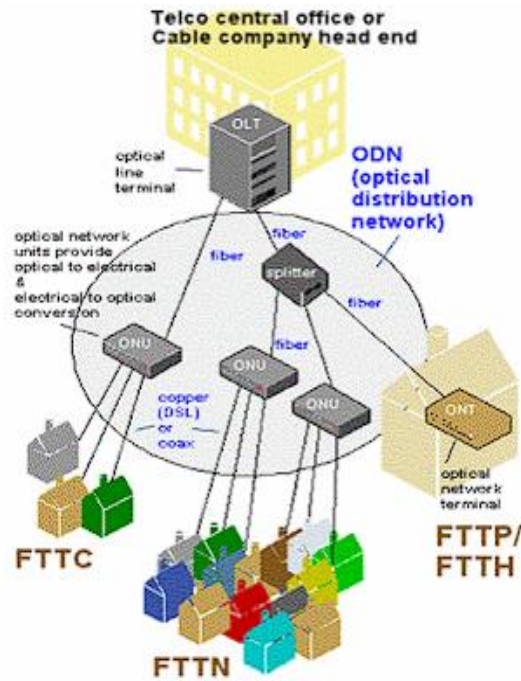 Telco central office or
Cable company head end
OLT
optical
line
terminal
ODN
(optical
distribution
network)
optical network
units provide
optical to electrical
&
electrical to optical
conversion
fiber
fiber
splitter
fiber
fiber
ONU
ONU
ONU
ONT
copper
(DSL)
or
coax
optical
network
terminal
FTTC
FTTP/
FTTH
FTTN